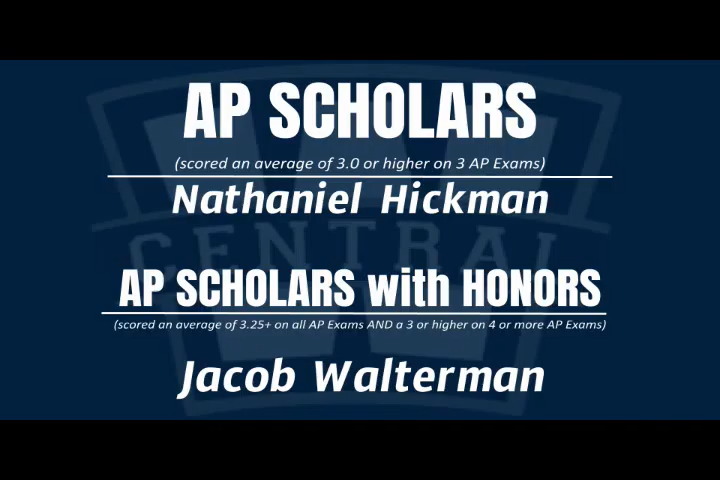 AP SCHOLARS
(scored an average of 3.0 or higher on 3 AP Exams)
Nathaniel Hickman
CENTRAL
AP SCHOLARS with HONORS
(scored an average of 3.25+ on all AP Exams AND a 3 or higher on 4 or more AP Exams)
Jacob Walterman